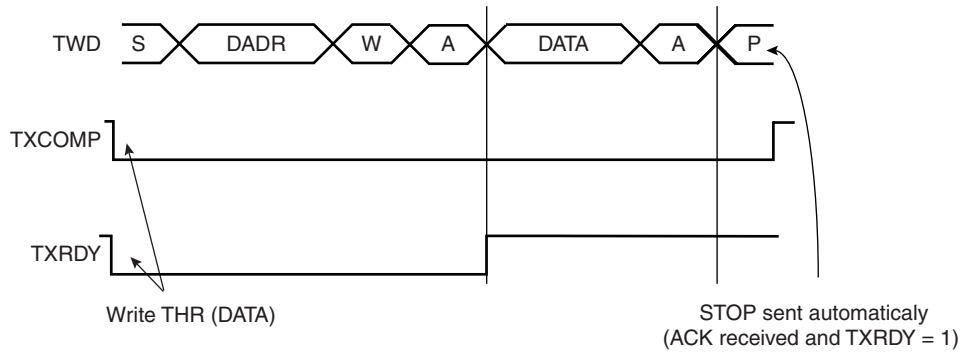 TWD S DADR W A DATA A P
TXCOMP
TXRDY
Write THR (DATA)
STOP sent automaticaly
(ACK received and TXRDY = 1)